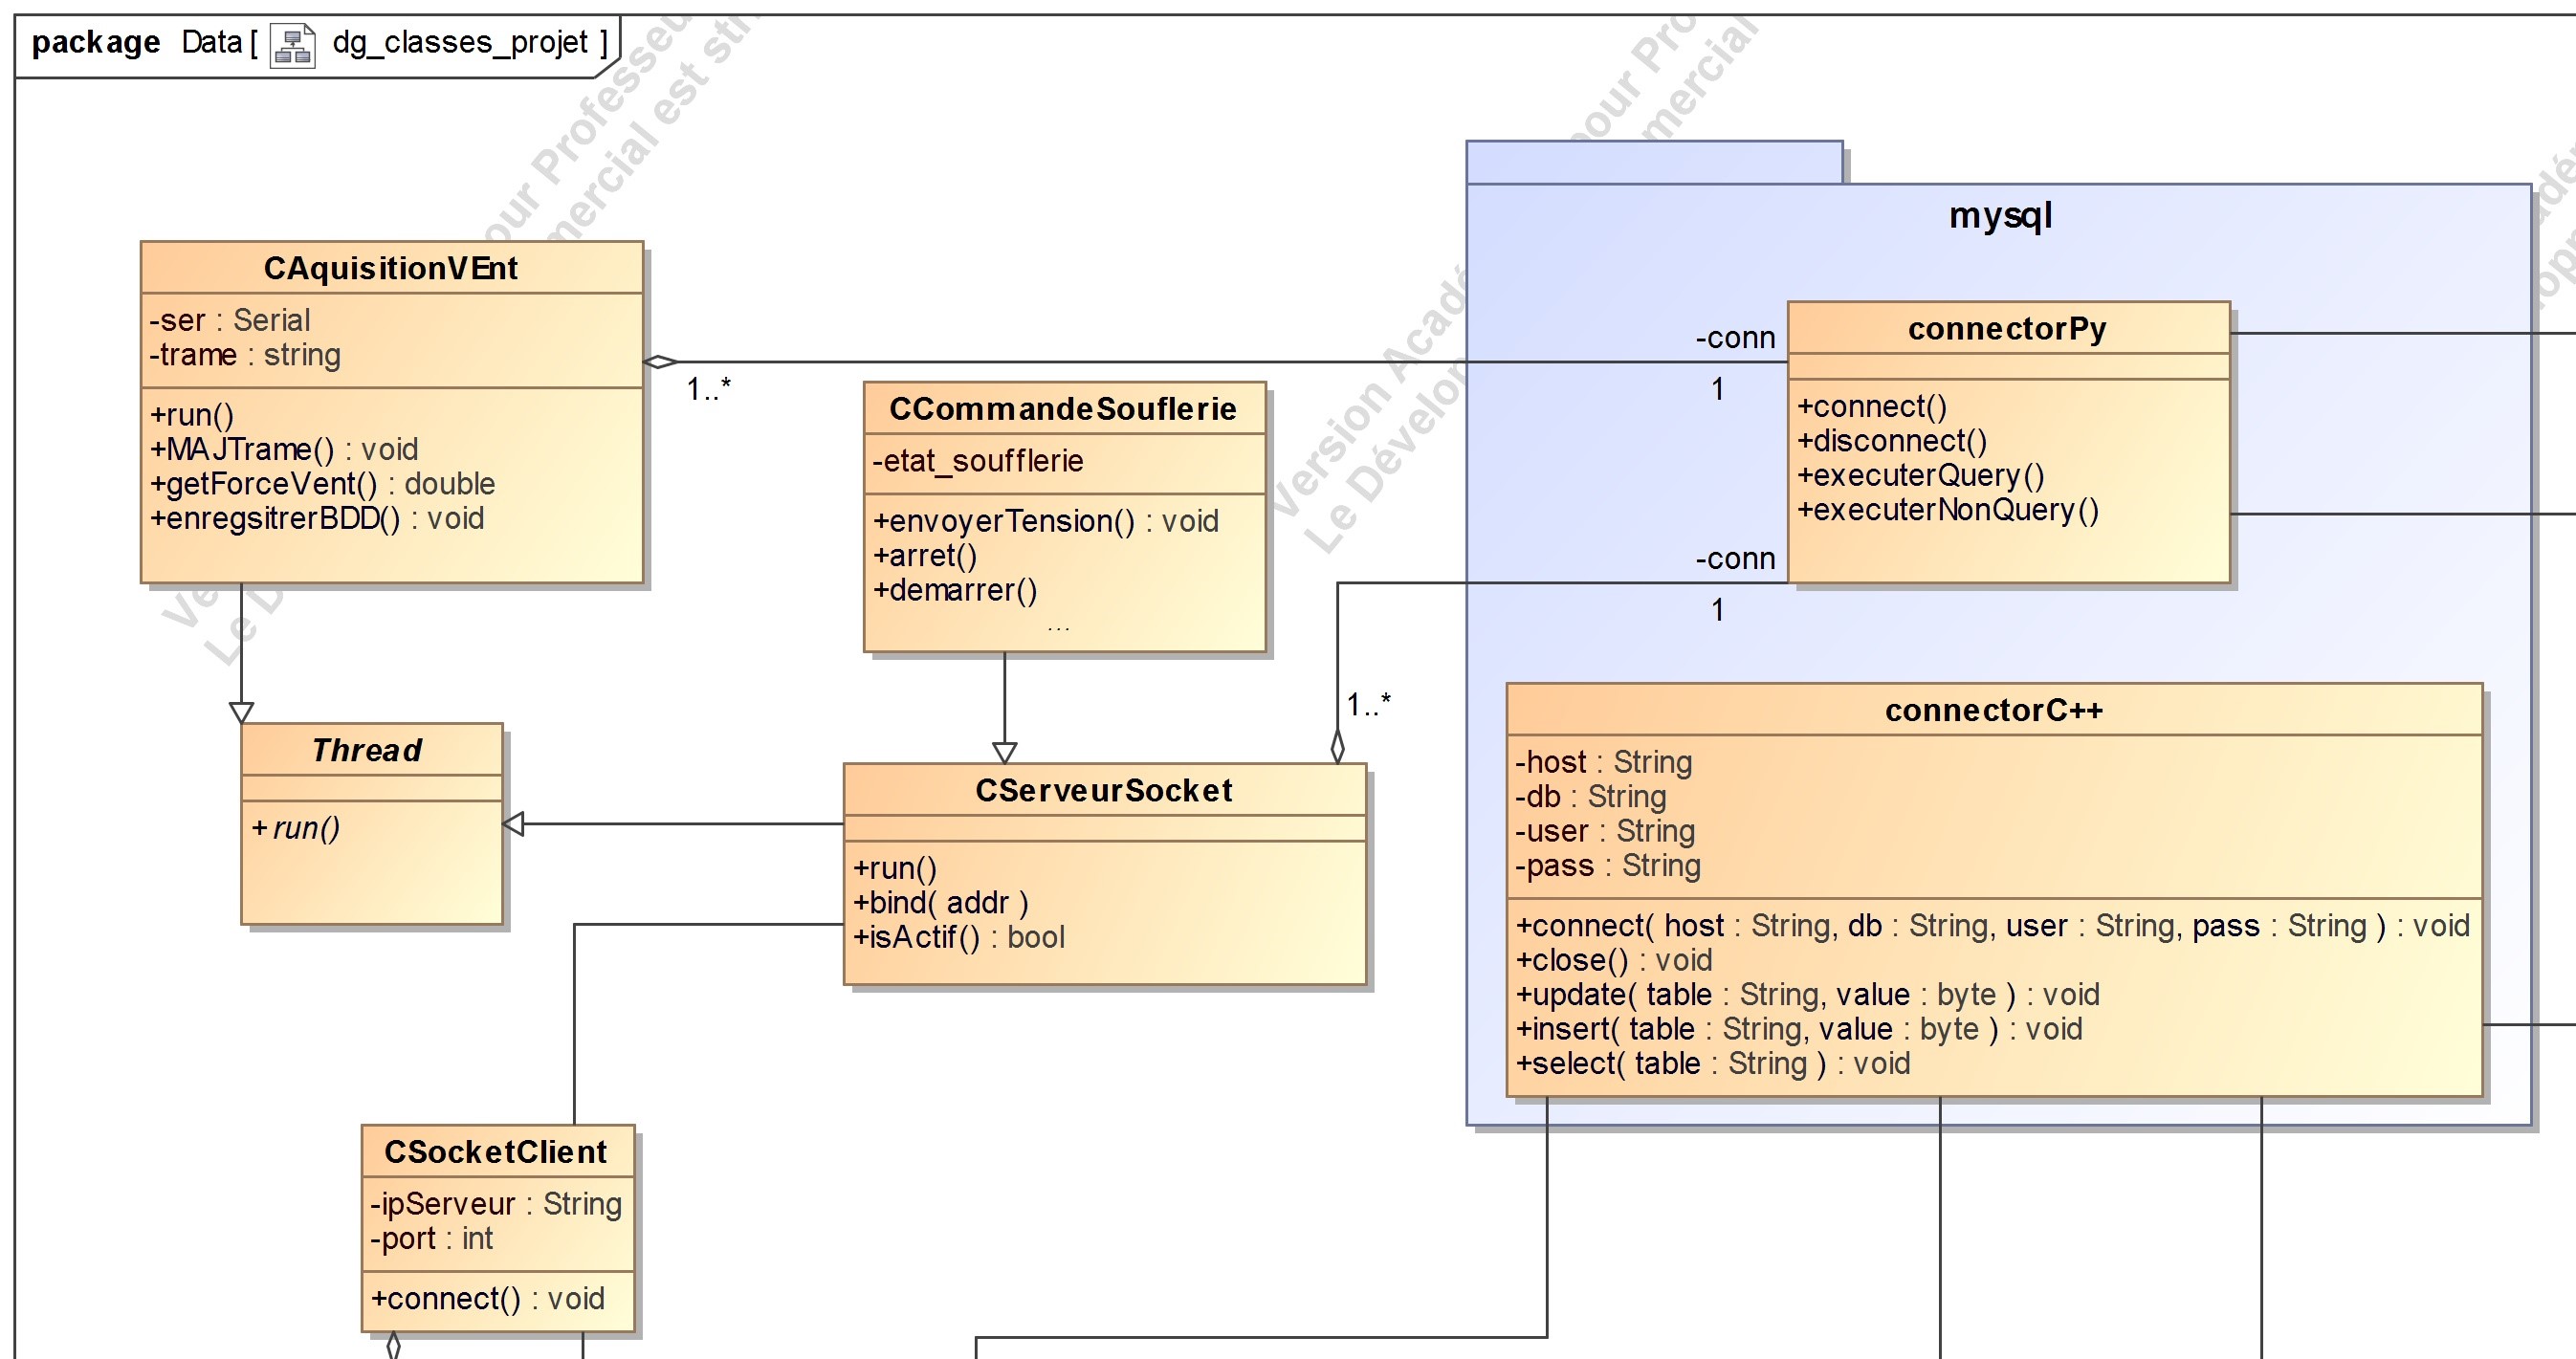 package Data [ dg_classes_projet ]
mysql
CAquisitionVEnt
-ser : Serial
-trame : string
+run()
+MAJTrame() : void
+getForceVent() : double
+enregsitrerBDD() : void
1..*
-conn
1
connectorPy
+connect()
+disconnect()
+executerQuery()
+executerNonQuery()
CCommandeSouflerie
-etat_soufflerie
+envoyerTension() : void
+arret()
+demarrer()
...
-conn
1
1..*
Thread
+run()
CServeurSocket
+run()
+bind( addr )
+isActif() : bool
connectorC++
-host : String
-db : String
-user : String
-pass : String
+connect( host : String, db : String, user : String, pass : String ) : void
+close() : void
+update( table : String, value : byte ) : void
+insert( table : String, value : byte ) : void
+select( table : String ) : void
CSocketClient
-ipServeur : String
-port : int
+connect() : void